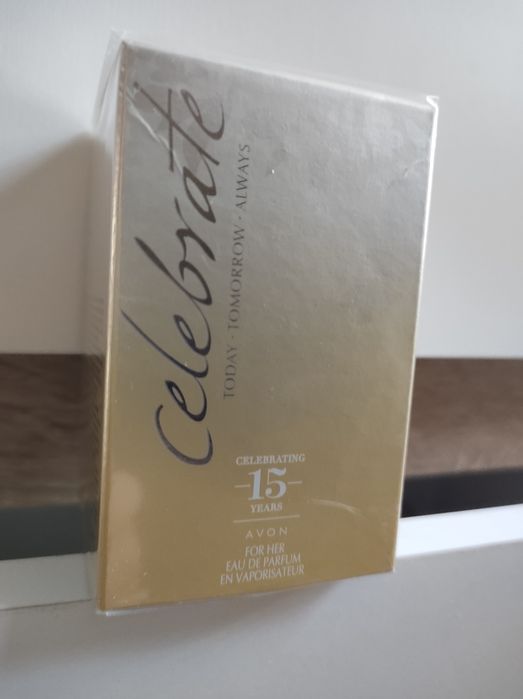 Celebrate
TODAY · TOMORROW · ALWAYS
CELEBRATING
15
YEARS
AVON
FOR HER
EAU DE PARFUM
EN VAPORISATEUR